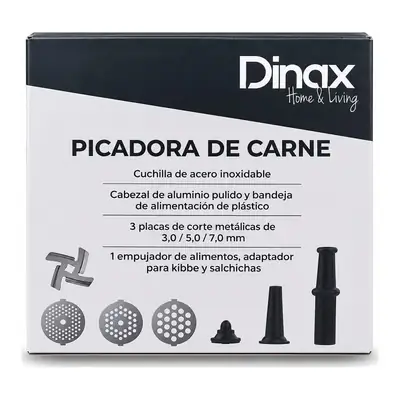 Dinax
Home & Living
PICADORA DE CARNE
Cuchilla de acero inoxidable
Cabezal de aluminio pulido y bandeja
de alimentación de plástico
3 placas de corte metálicas de
3,0 / 5,0 / 7,0 mm
1 empujador de alimentos, adaptador
para kibbe y salchichas